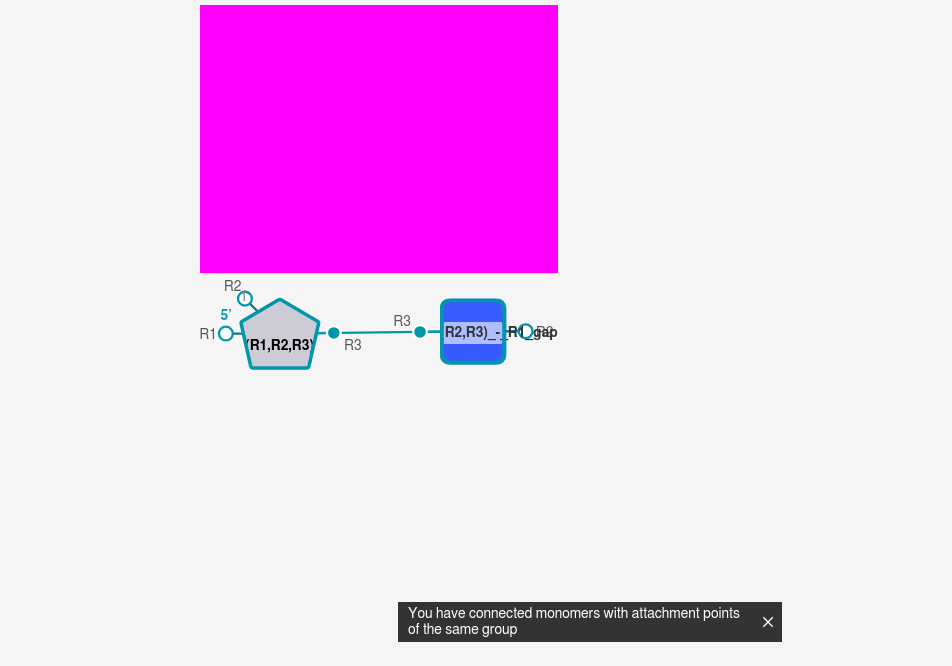 R2
5’
R1
(R1,R2,R3)
R3
R3
R2,R3)_-_R1_gap
R2
You have connected monomers with attachment points
of the same group